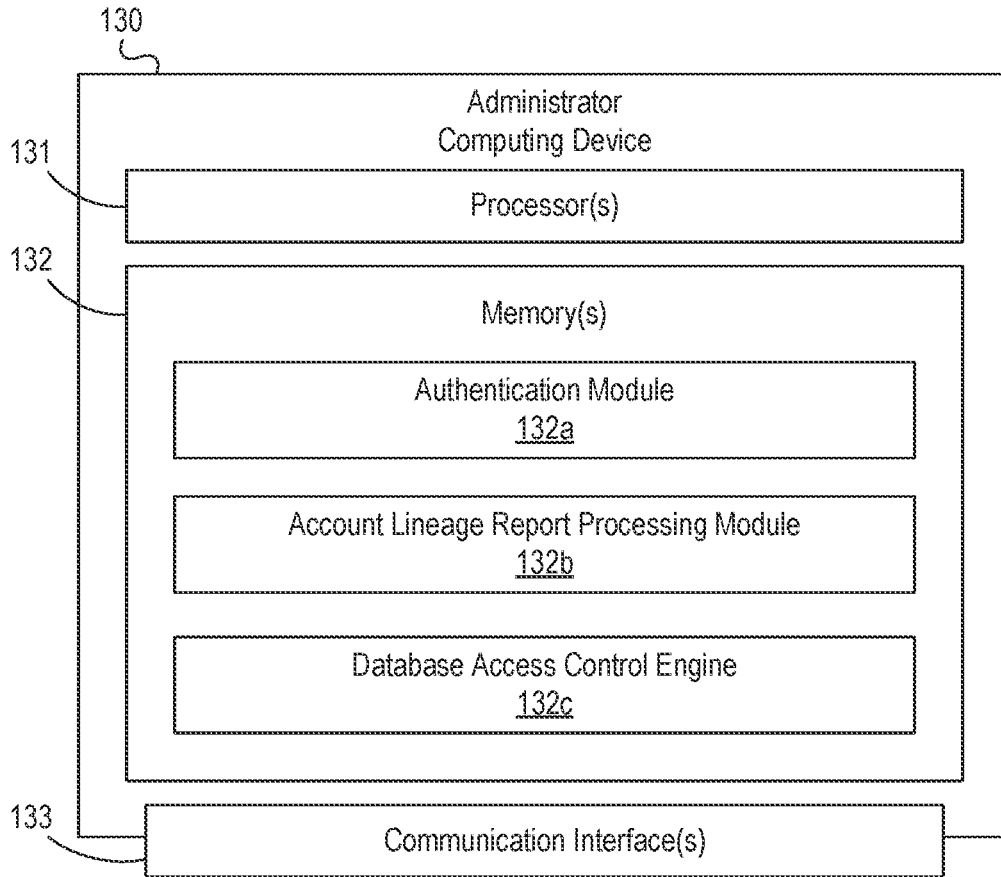 130
Administrator
Computing Device
131
Processor(s)
132
Memory(s)
Authentication Module
132a
Account Lineage Report Processing Module
132b
Database Access Control Engine
132c
133
Communication Interface(s)